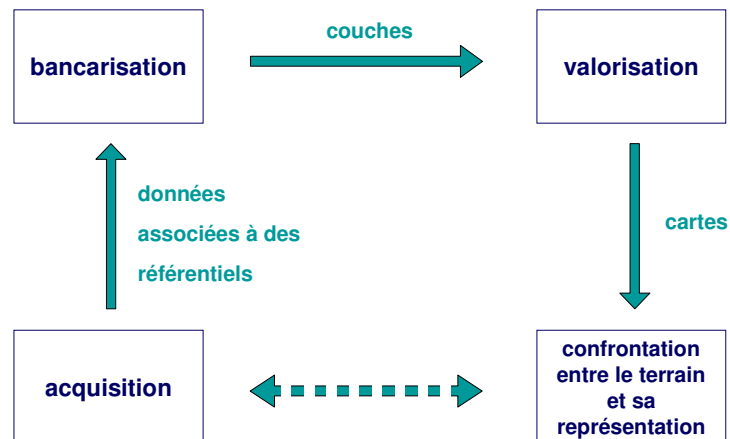 couches
bancarisation
valorisation
données
associées à des
référentiels
cartes
acquisition
confrontation
entre le terrain
et sa
représentation